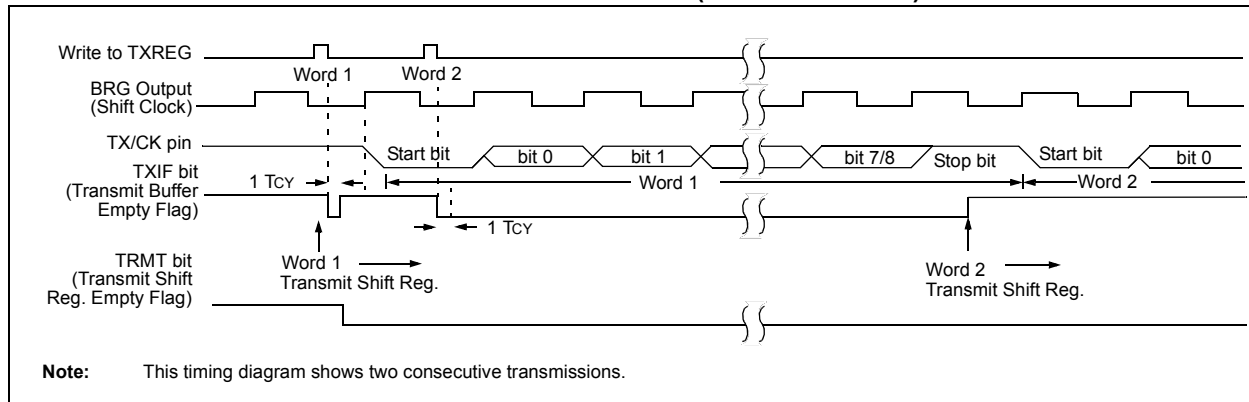 Write to TXREG
Word 1 Word 2
BRG Output
(Shift Clock)
TX/CK pin
Start bit bit 0 bit 1 bit 7/8 Stop bit Start bit bit 0
TXIF bit
(Transmit Buffer
Empty Flag)
1 TCY
Word 1 Word 2
1 TCY
Word 1
Transmit Shift Reg.
Word 2
Transmit Shift Reg.
TRMT bit
(Transmit Shift
Reg. Empty Flag)
Note: This timing diagram shows two consecutive transmissions.